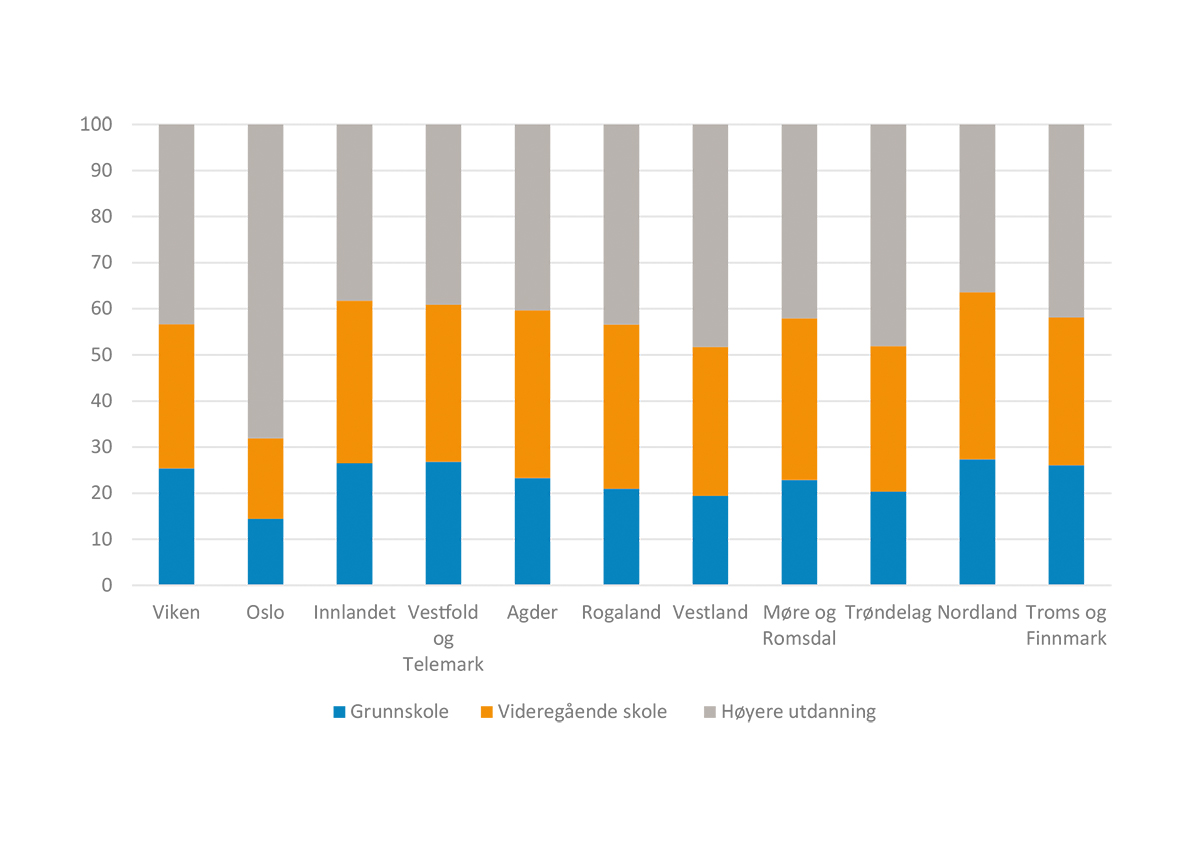 100
90
80
70
60
50
40
30
20
10
0
Viken Oslo Innlandet Vestfold Agder Rogaland Vestland Møre og Trøndelag Nordland Troms og
og Romsdal Finnmark
Telemark
Grunnskole Videregående skole Høyere utdanning